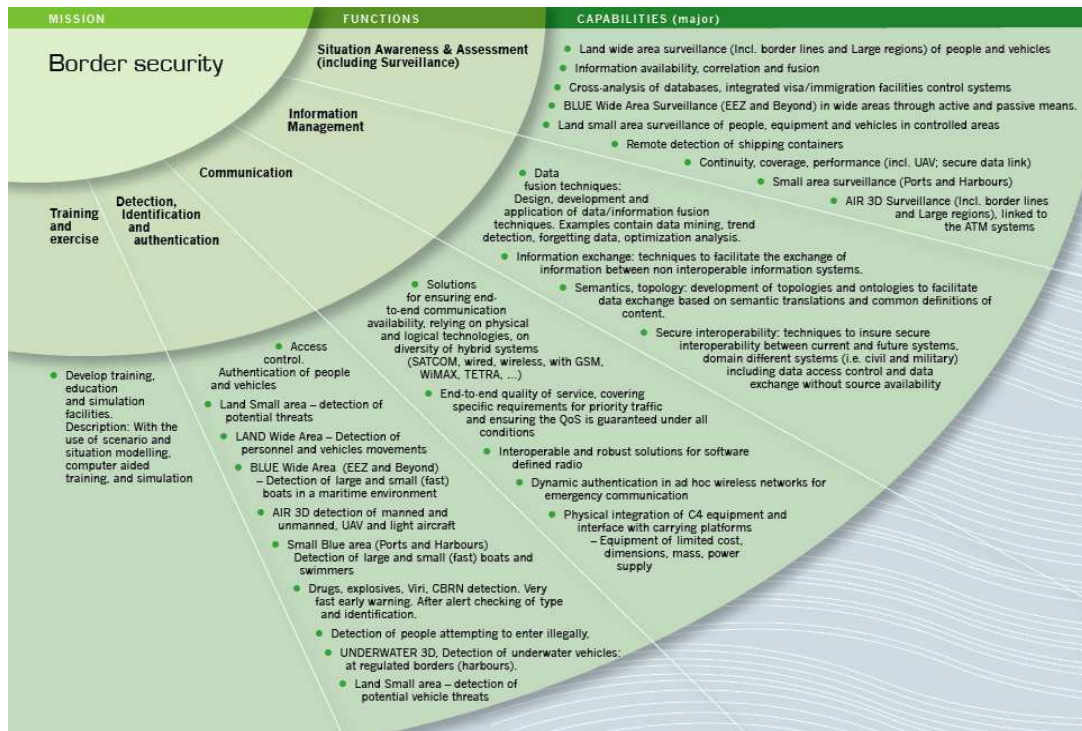 MISSION
FUNCTIONS
CAPABILITIES (major)
Border security
Situation Awareness & Assessment
(including Surveillance)
Information
Management
Communication
Detection,
Identification
and
authentication
Training
and
exercise
Land wide area surveillance (Incl. border lines and Large regions) of people and vehicles
Information availability, correlation and fusion
Cross-analysis of databases, integrated visa/immigration facilities control systems
BLUE Wide Area Surveillance (EEZ and Beyond) in wide areas through active and passive means.
Land small area surveillance of people, equipment and vehicles in controlled areas
Remote detection of shipping containers
Continuity, coverage, performance (incl. UAV; secure data link)
Small area surveillance (Ports and Harbours)
AIR 3D Surveillance (Incl. border lines
and Large regions), linked to
the ATM systems
Data
fusion techniques:
Design, development and
application of data/information fusion
techniques. Examples contain data mining, trend
detection, forgetting data, optimization analysis.
Information exchange: techniques to facilitate the exchange of
information between non interoperable information systems.
Semantics, topology: development of topologies and ontologies to facilitate
data exchange based on semantic translations and common definitions of
content.
Secure interoperability: techniques to insure secure
interoperability between current and future systems,
domain different systems (i.e. civil and military)
including data access control and data
exchange without source availability
Solutions
for ensuring end-
to-end communication
availability, relying on physical
and logical technologies, on
diversity of hybrid systems
(SATCOM, wired, wireless, with GSM,
WiMAX, TETRA, ...)
End-to-end quality of service, covering
specific requirements for priority traffic
and ensuring the QoS is guaranteed under all
conditions
Interoperable and robust solutions for software
defined radio
Dynamic authentication in ad hoc wireless networks for
emergency communication
Physical integration of C4 equipment and
interface with carrying platforms
– Equipment of limited cost,
dimensions, mass, power
supply
Access
control.
Authentication of people
and vehicles
Land Small area – detection of
potential threats
LAND Wide Area – Detection of
personnel and vehicles movements
BLUE Wide Area (EEZ and Beyond)
– Detection of large and small (fast)
boats in a maritime environment
AIR 3D detection of manned and
unmanned, UAV and light aircraft
Small Blue area (Ports and Harbours)
Detection of large and small (fast) boats and
swimmers
Drugs, explosives, Viri, CBRN detection. Very
fast early warning. After alert checking of type
and identification.
Detection of people attempting to enter illegally,
UNDERWATER 3D, Detection of underwater vehicles:
at regulated borders (harbours).
Land Small area – detection of
potential vehicle threats
Develop training,
education
and simulation
facilities.
Description: With the
use of scenario and
situation modelling,
computer aided
training, and simulation